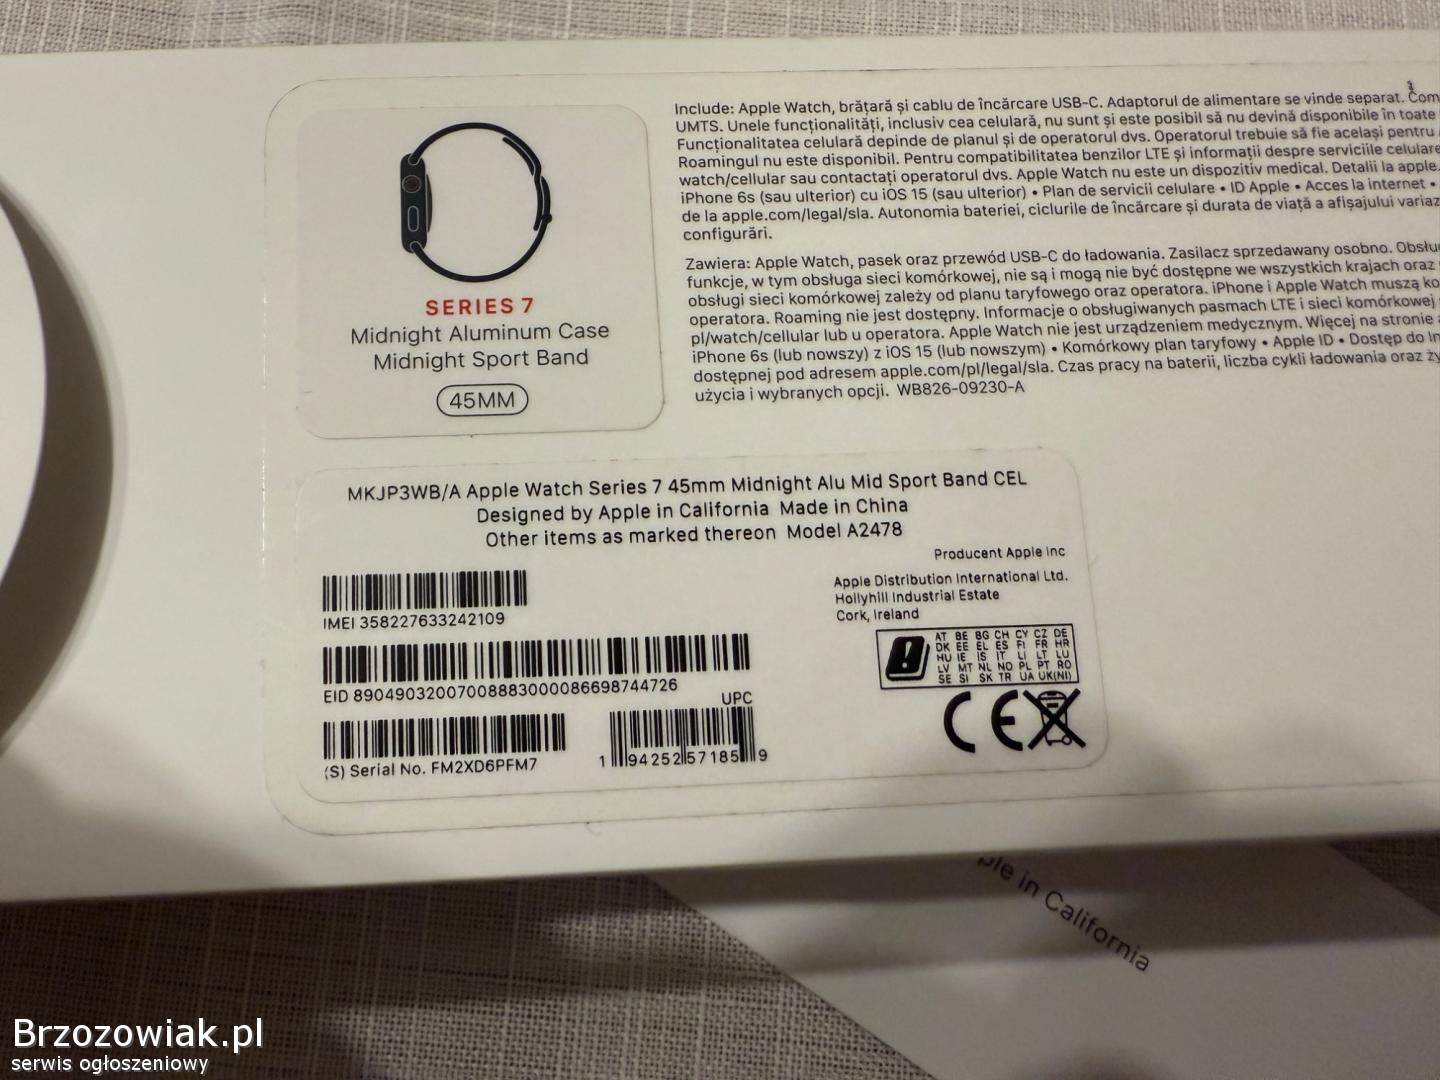 SERIES 7
Midnight Aluminum Case
Midnight Sport Band
45MM
Include: Apple Watch, brățară și cablu de încărcare USB-C. Adaptorul de alimentare se vinde separat.
UMTS. Unele funcționalități, inclusiv cea celulară, nu sunt și este posibil să nu devină disponibile în toate
Funcționalitatea celulară depinde de planul și de operatorul dvs. Operatorul trebuie să fie același pentru
Roamingul nu este disponibil. Pentru compatibilitatea benzilor LTE și informații despre serviciile celulare
watch/cellular sau contactați operatorul dvs. Apple Watch nu este un dispozitiv medical. Detalii la apple.
iPhone 6s (sau ulterior) cu iOS 15 (sau ulterior) • Plan de servicii celulare • ID Apple • Acces la internet •
de la apple.com/legal/sla. Autonomia bateriei, ciclurile de încărcare și durata de viață a afișajului variaz
configurări.
Zawiera: Apple Watch, pasek oraz przewód USB-C do ładowania. Zasilacz sprzedawany osobno. Obsłu
funkcje, w tym obsługa sieci komórkowej, nie są i mogą nie być dostępne we wszystkich krajach oraz
obsługi sieci komórkowej zależy od planu taryfowego oraz operatora. iPhone i Apple Watch muszą ko
operatora. Roaming nie jest dostępny. Informacje o obsługiwanych pasmach LTE i sieci komórkowej
pl/watch/cellular lub u operatora. Apple Watch nie jest urządzeniem medycznym. Więcej na stronie
iPhone 6s (lub nowszy) z iOS 15 (lub nowszym) • Komórkowy plan taryfowy • Apple ID • Dostęp do In
dostępnej pod adresem apple.com/pl/legal/sla. Czas pracy na baterii, liczba cykli ładowania oraz ży
użycia i wybranych opcji. WB826-09230-A
MKJP3WB/A Apple Watch Series 7 45mm Midnight Alu Mid Sport Band CEL
Designed by Apple in California Made in China
Other items as marked thereon Model A2478
Producent Apple Inc
Apple Distribution International Ltd.
Hollyhill Industrial Estate
Cork, Ireland
IMEI 358227633242109
EID 89049032007008883000086698744726
UPC
(S) Serial No. FM2XD6PFM7
1 94252 57185 9
AT BE BG CH CY CZ DE
DK EE EL ES FI FR HR
HU IE IS IT LI LT LU
LV MT NL NO PL PT RO
SE SI SK TR UA UK(NI)
CE
ple in California
Brzozowiak.pl
serwis ogłoszeniowy